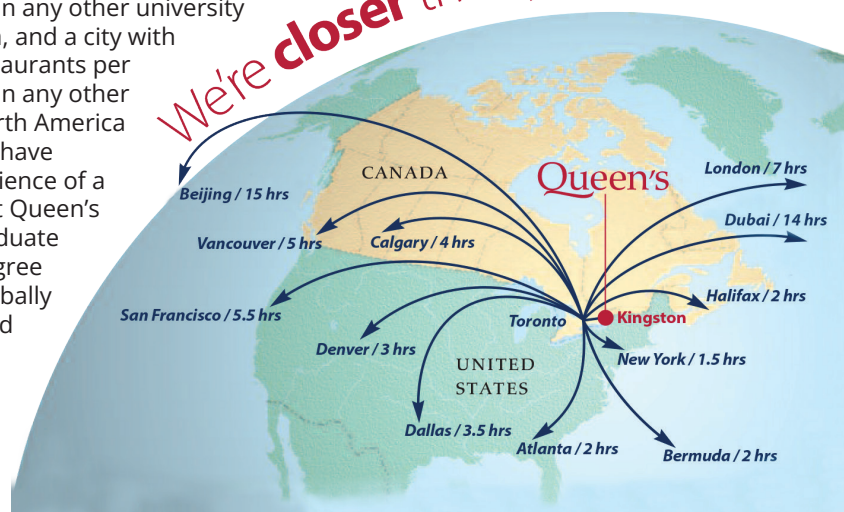 n any other university
, and a city with
aurants per
n any other
rth America
have
ience of a
t Queen's
duate
gree
bally
d
We're closer
CANADA
Queen's
London / 7 hrs
Beijing / 15 hrs
Dubai / 14 hrs
Vancouver / 5 hrs
Calgary / 4 hrs
Halifax / 2 hrs
San Francisco / 5.5 hrs
Toronto
Kingston
Denver / 3 hrs
New York / 1.5 hrs
UNITED
STATES
Dallas / 3.5 hrs
Atlanta / 2 hrs
Bermuda / 2 hrs